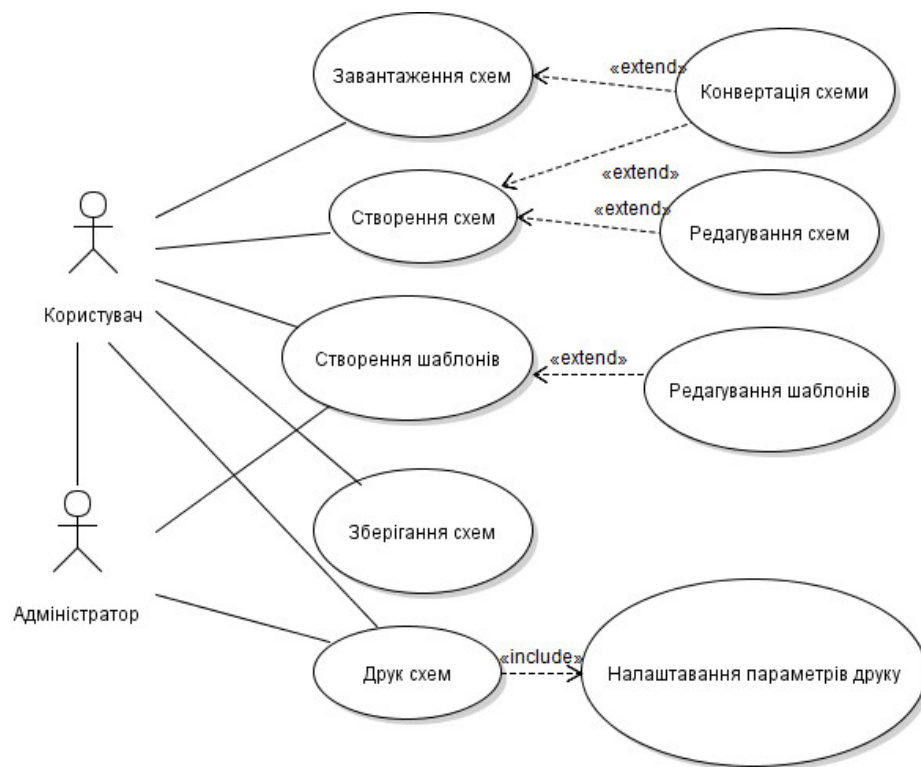 Завантаження схем
«extend»
Конвертація схеми
«extend»
Створення схем
«extend»
Редагування схем
Користувач
Створення шаблонів
«extend»
Редагування шаблонів
Зберігання схем
Адміністратор
Друк схем
«include»
Налаштавання параметрів друку